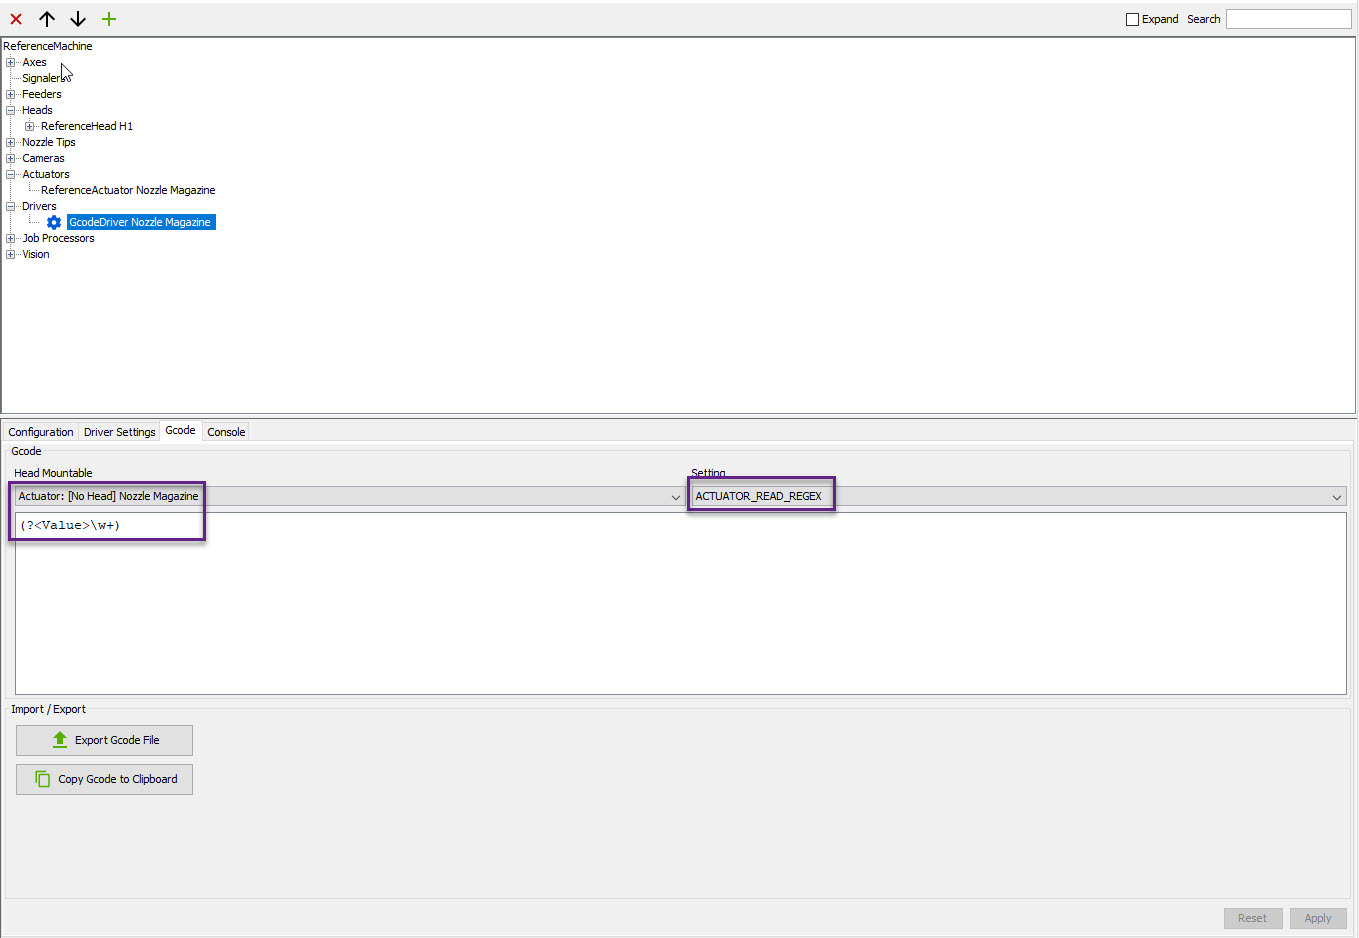 Expand Search
ReferenceMachine
Axes
Signalers
Feeders
Heads
ReferenceHead H1
Nozzle Tips
Cameras
Actuators
ReferenceActuator Nozzle Magazine
Drivers
GcodeDriver Nozzle Magazine
Job Processors
Vision
Configuration Driver Settings Gcode Console
Gcode
Head Mountable Setting
Actuator: [No Head] Nozzle Magazine ACTUATOR_READ_REGEX
(?<Value>\w+)
Import / Export
Export Gcode File
Copy Gcode to Clipboard
Reset Apply